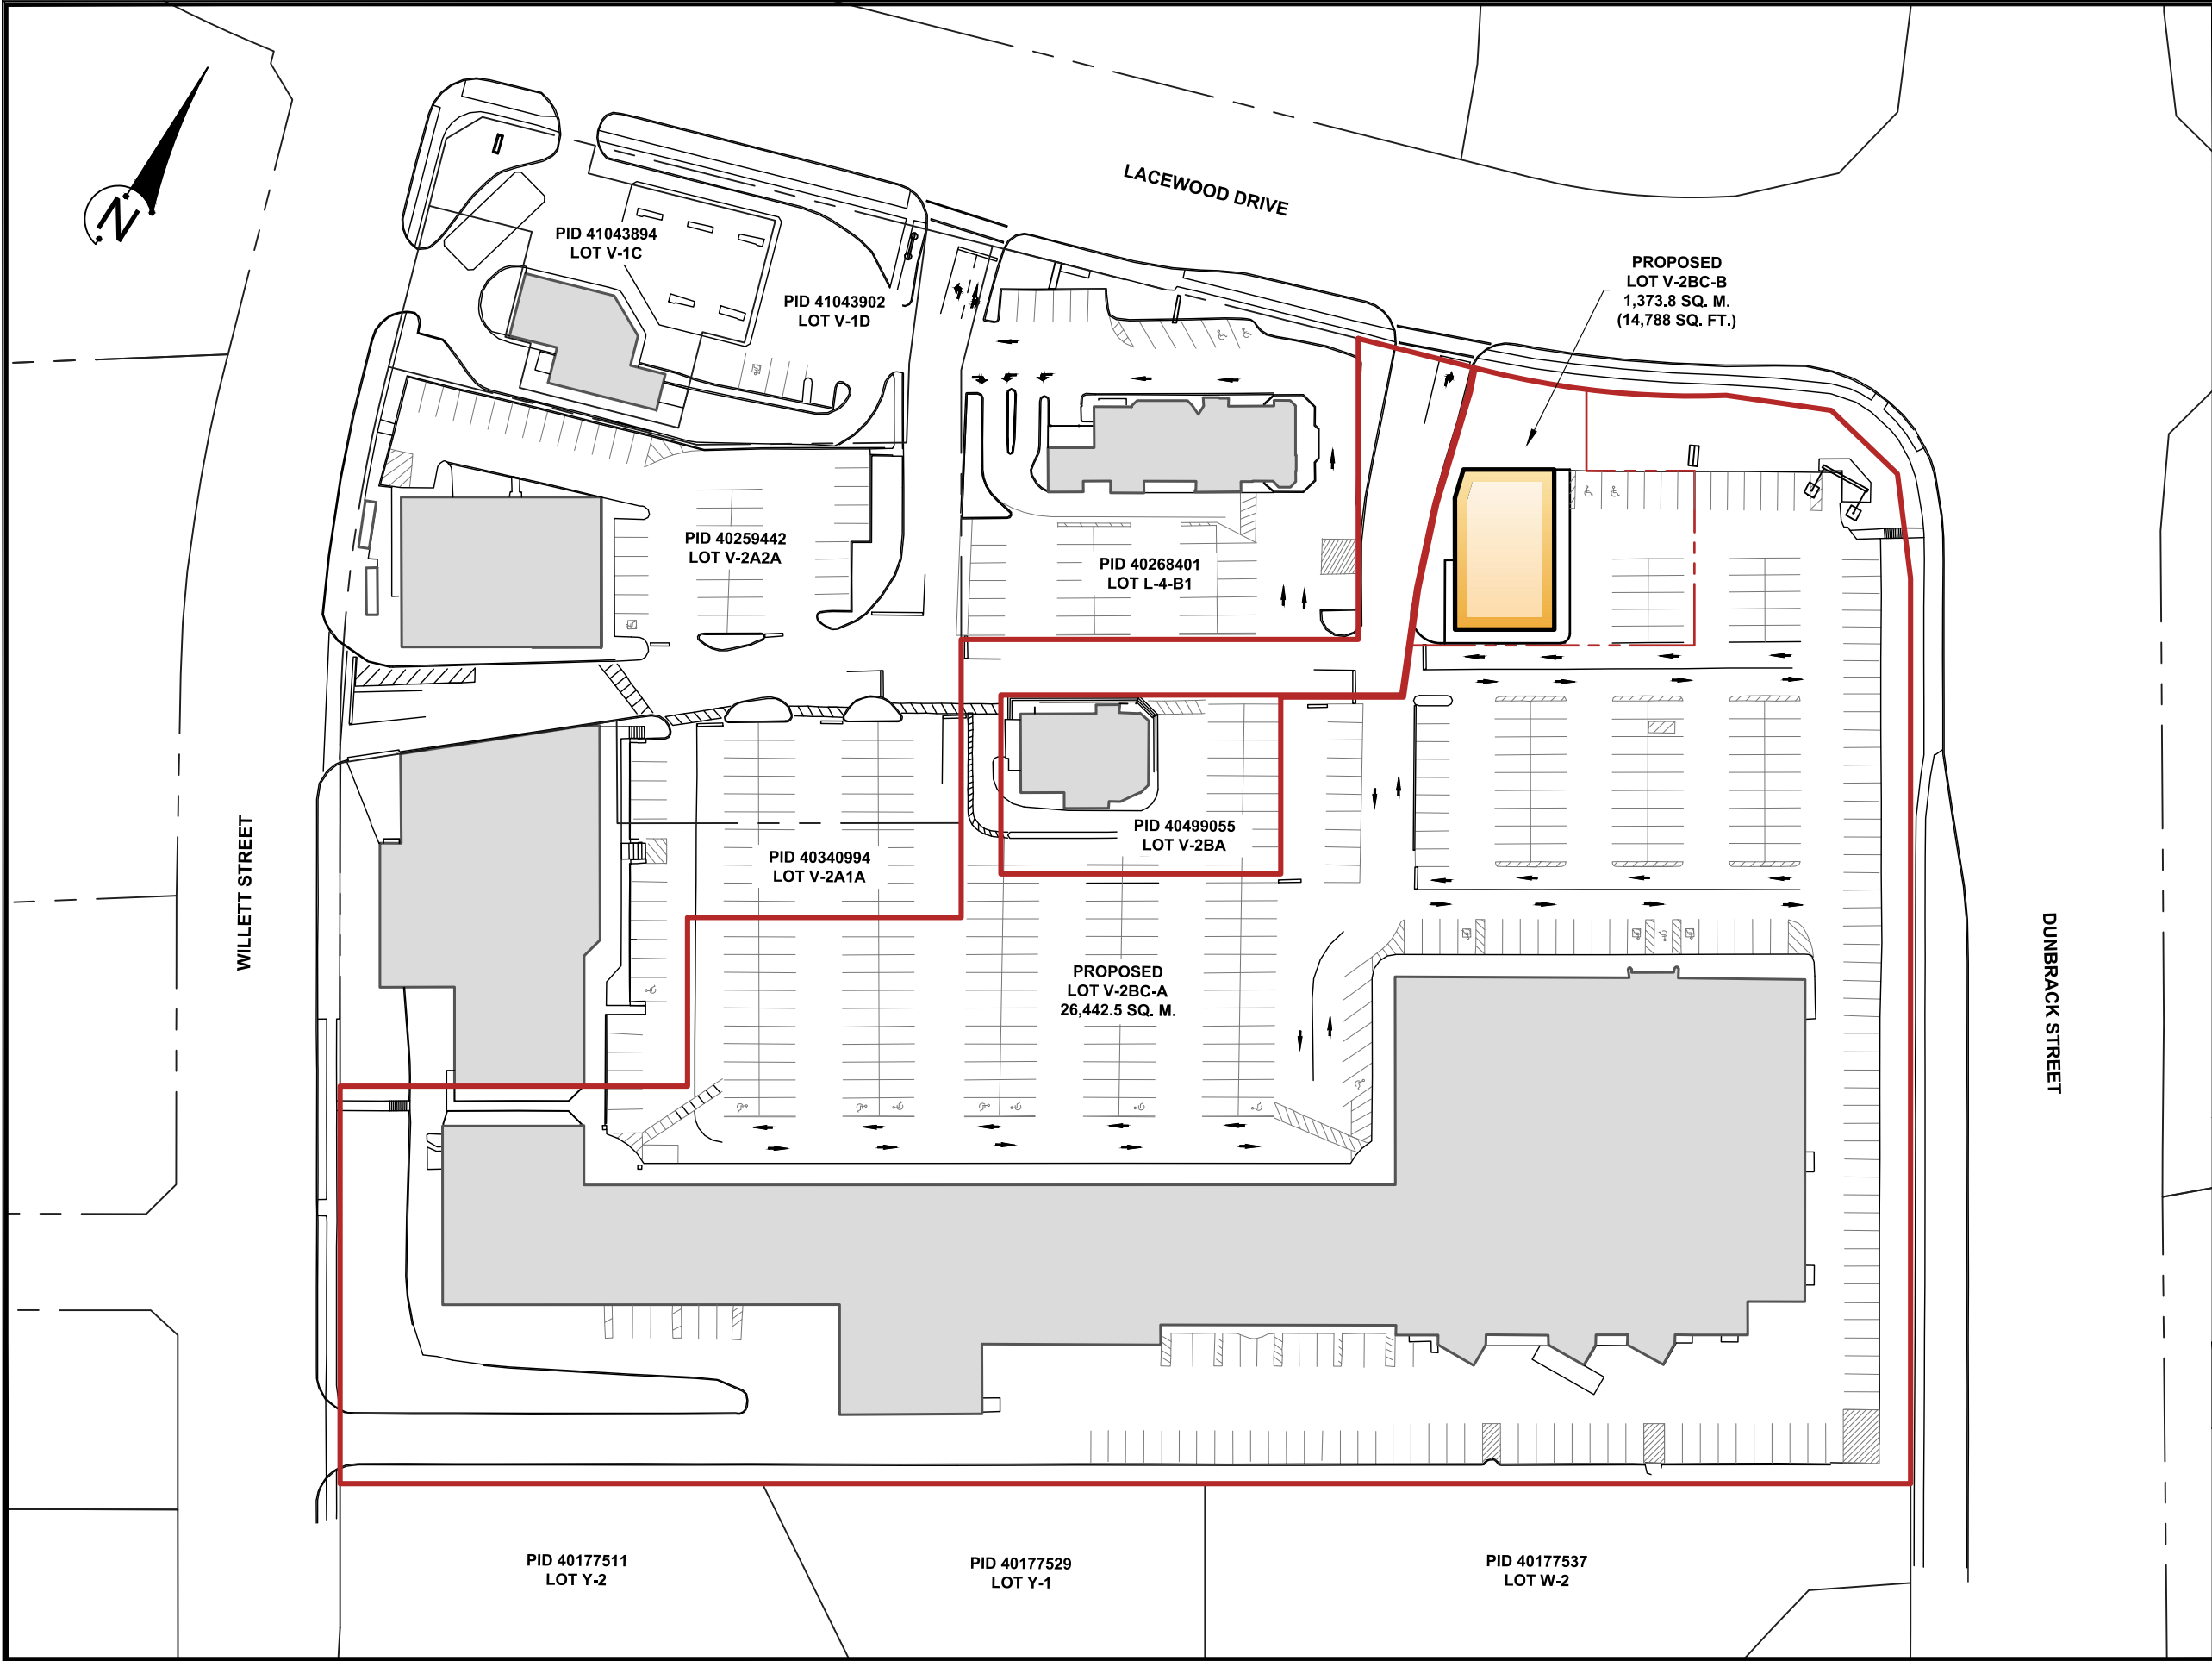 N
LACEWOOD DRIVE
PID 41043894
LOT V-1C
PID 41043902
LOT V-1D
PROPOSED
LOT V-2BC-B
1,373.8 SQ. M.
(14,788 SQ. FT.)
PID 40259442
LOT V-2A2A
PID 40268401
LOT L-4-B1
PID 40499055
LOT V-2BA
PID 40340994
LOT V-2A1A
WILLETT STREET
PROPOSED
LOT V-2BC-A
26,442.5 SQ. M.
DUNBRACK STREET
PID 40177511
LOT Y-2
PID 40177529
LOT Y-1
PID 40177537
LOT W-2